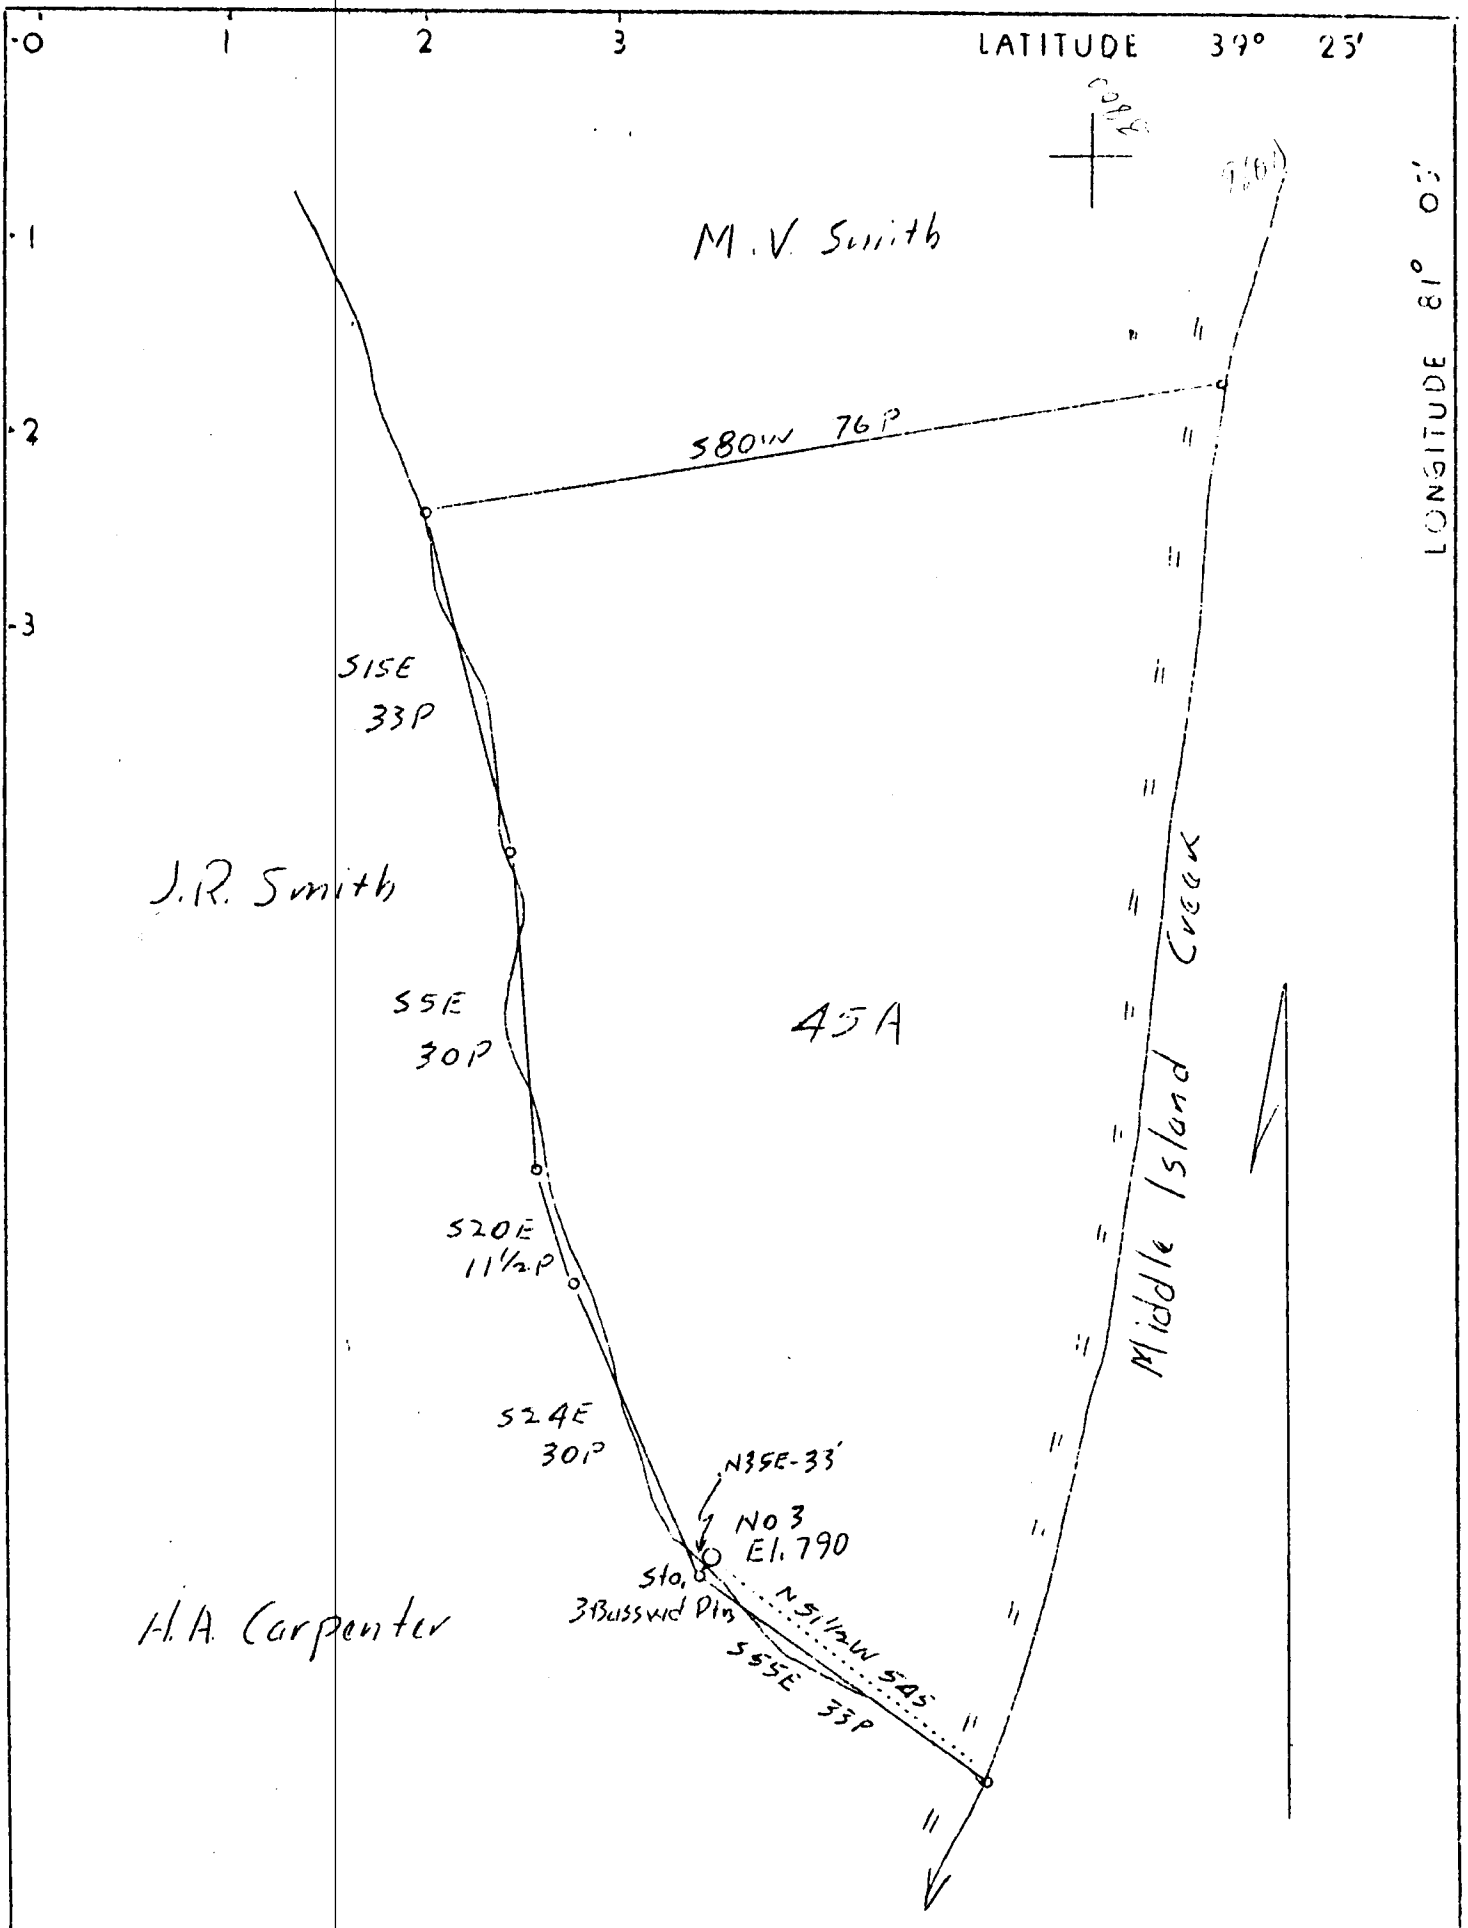 0 1 2 3 LATITUDE 39° 25'
LONGITUDE 81° 05'
1
M.V. Smith
2
S80W 76P
3
S15E
33P
J.R. Smith
Middle Island Creek
S5E
30P
45A
S20E
11½P
S24E
30P
N35E-33'
No 3
El. 790
Sta.
3 Basswd Ptrs
H.A. Carpenter
N51½W 545
S55E 33P